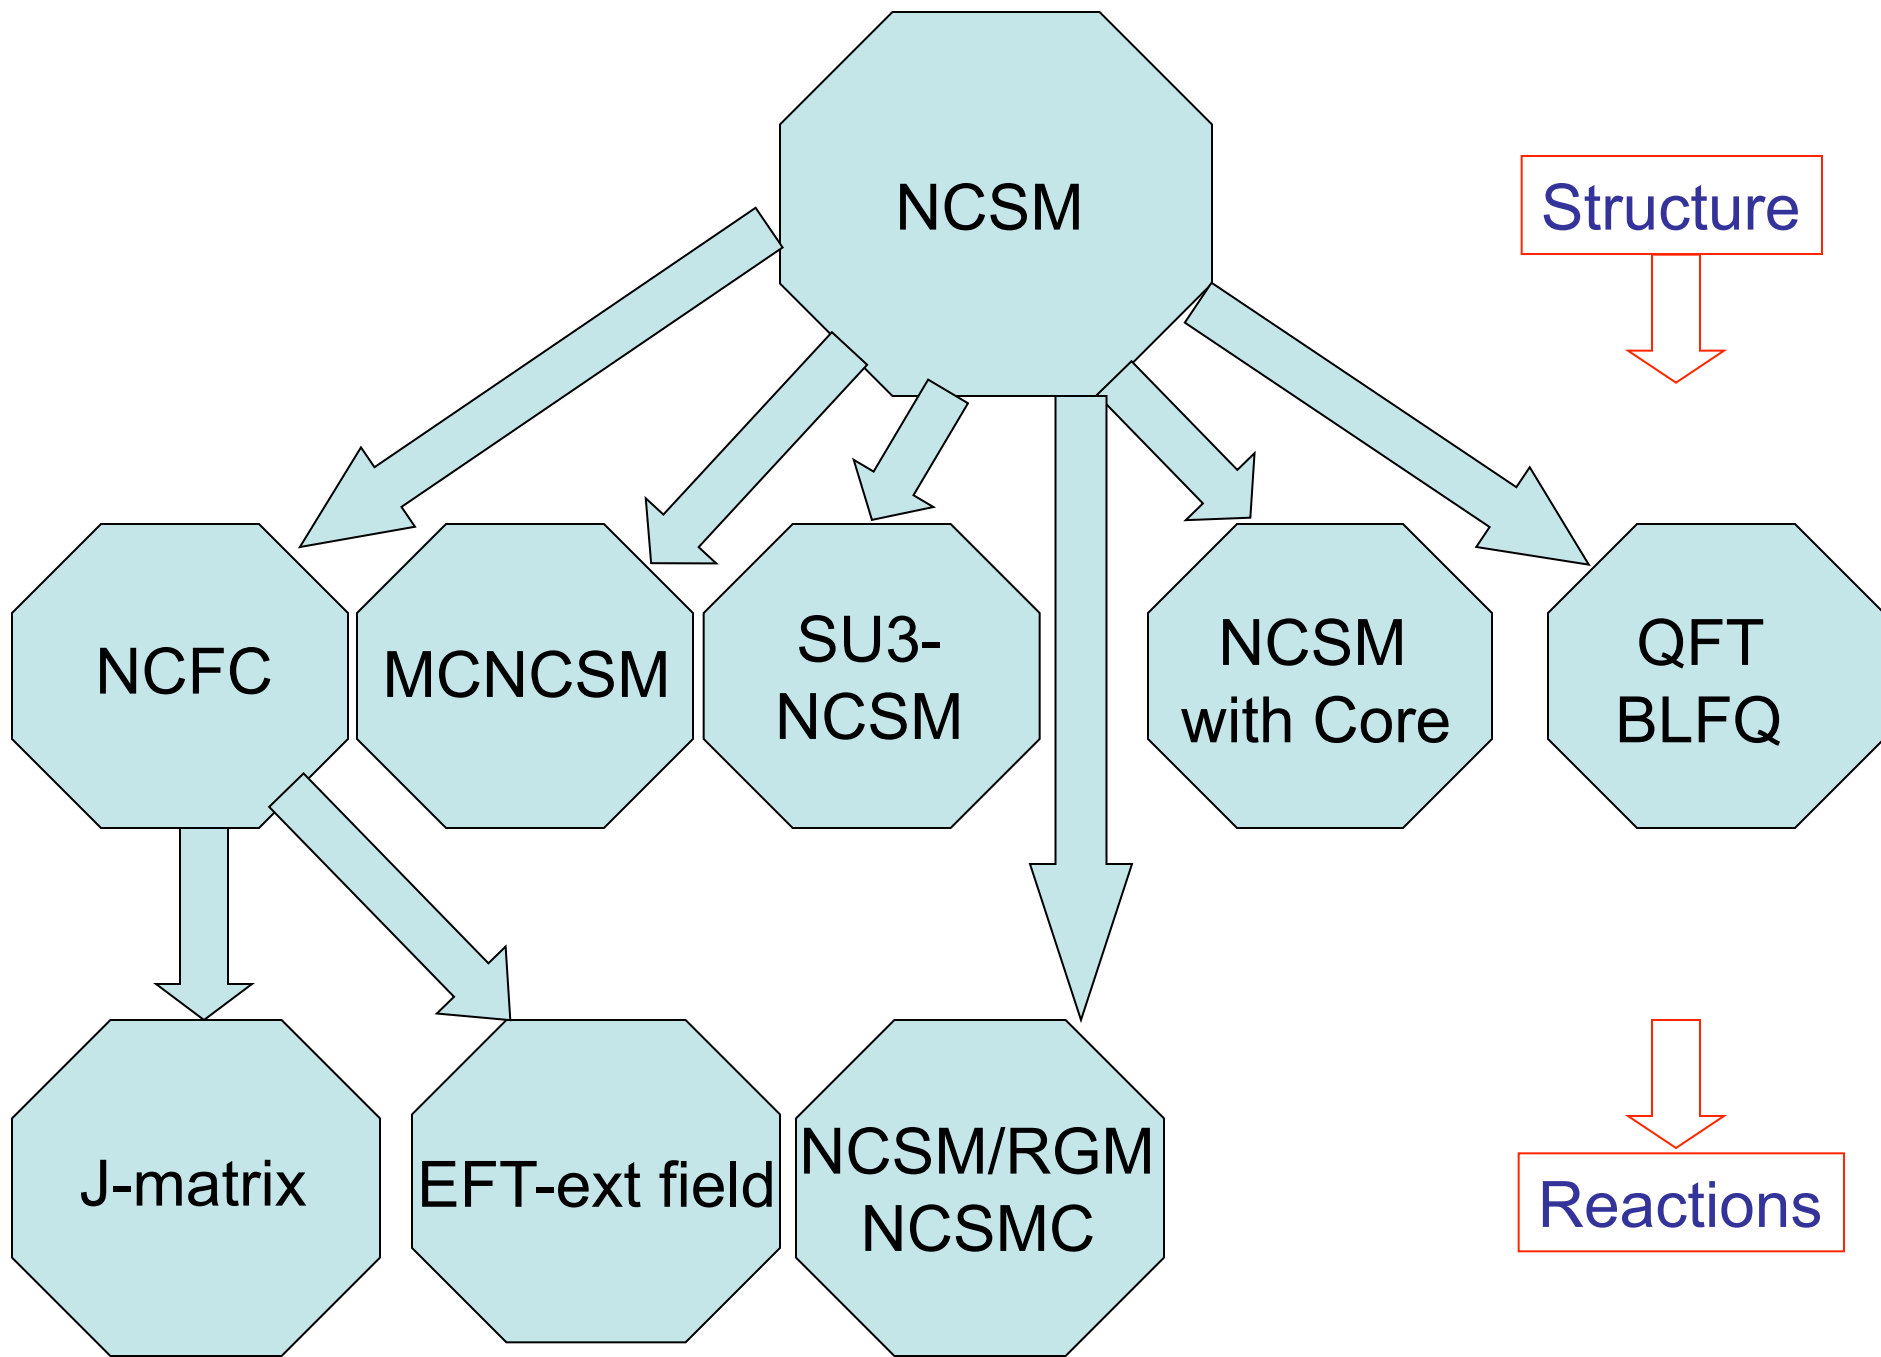 NCSM
Structure
NCFC
MCNCSM
SU3-
NCSM
NCSM
with Core
QFT
BLFQ
J-matrix
EFT-ext field
NCSM/RGM
NCSMC
Reactions